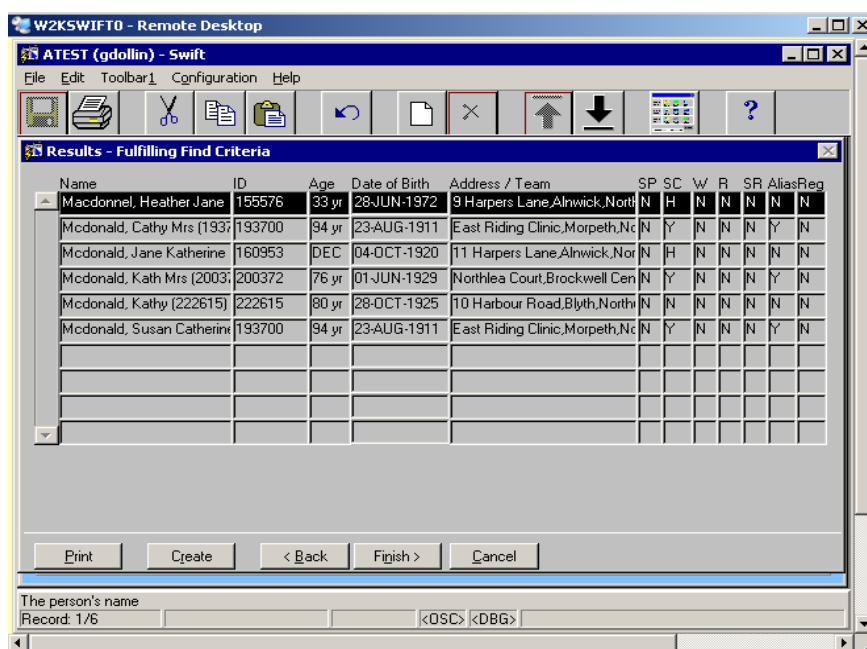 W2KSWIFT0 - Remote Desktop
ATEST (gdollin) - Swift
File Edit Toolbar1 Configuration Help
?
Results - Fulfilling Find Criteria
Name ID Age Date of Birth Address / Team SP SC W R SR Alias Reg
Macdonnel, Heather Jane 155576 33 yr 28-JUN-1972 9 Harpers Lane,Alnwick,North N H N N N N N
Mcdonald, Cathy Mrs (1937 193700 94 yr 23-AUG-1911 East Riding Clinic,Morpeth,No N Y N N N Y N
Mcdonald, Jane Katherine 160953 DEC 04-OCT-1920 11 Harpers Lane,Alnwick,Nor N H N N N N N
Mcdonald, Kath Mrs (20037 200372 76 yr 01-JUN-1929 Northlea Court,Brockwell Cen N Y N N N Y N
Mcdonald, Kathy (222615) 222615 80 yr 28-OCT-1925 10 Harbour Road,Blyth,North N N N N N N N
Mcdonald, Susan Catherine 193700 94 yr 23-AUG-1911 East Riding Clinic,Morpeth,No N Y N N N Y N
Print Create < Back Finish > Cancel
The person's name
Record: 1/6 <OSC> <DBG>